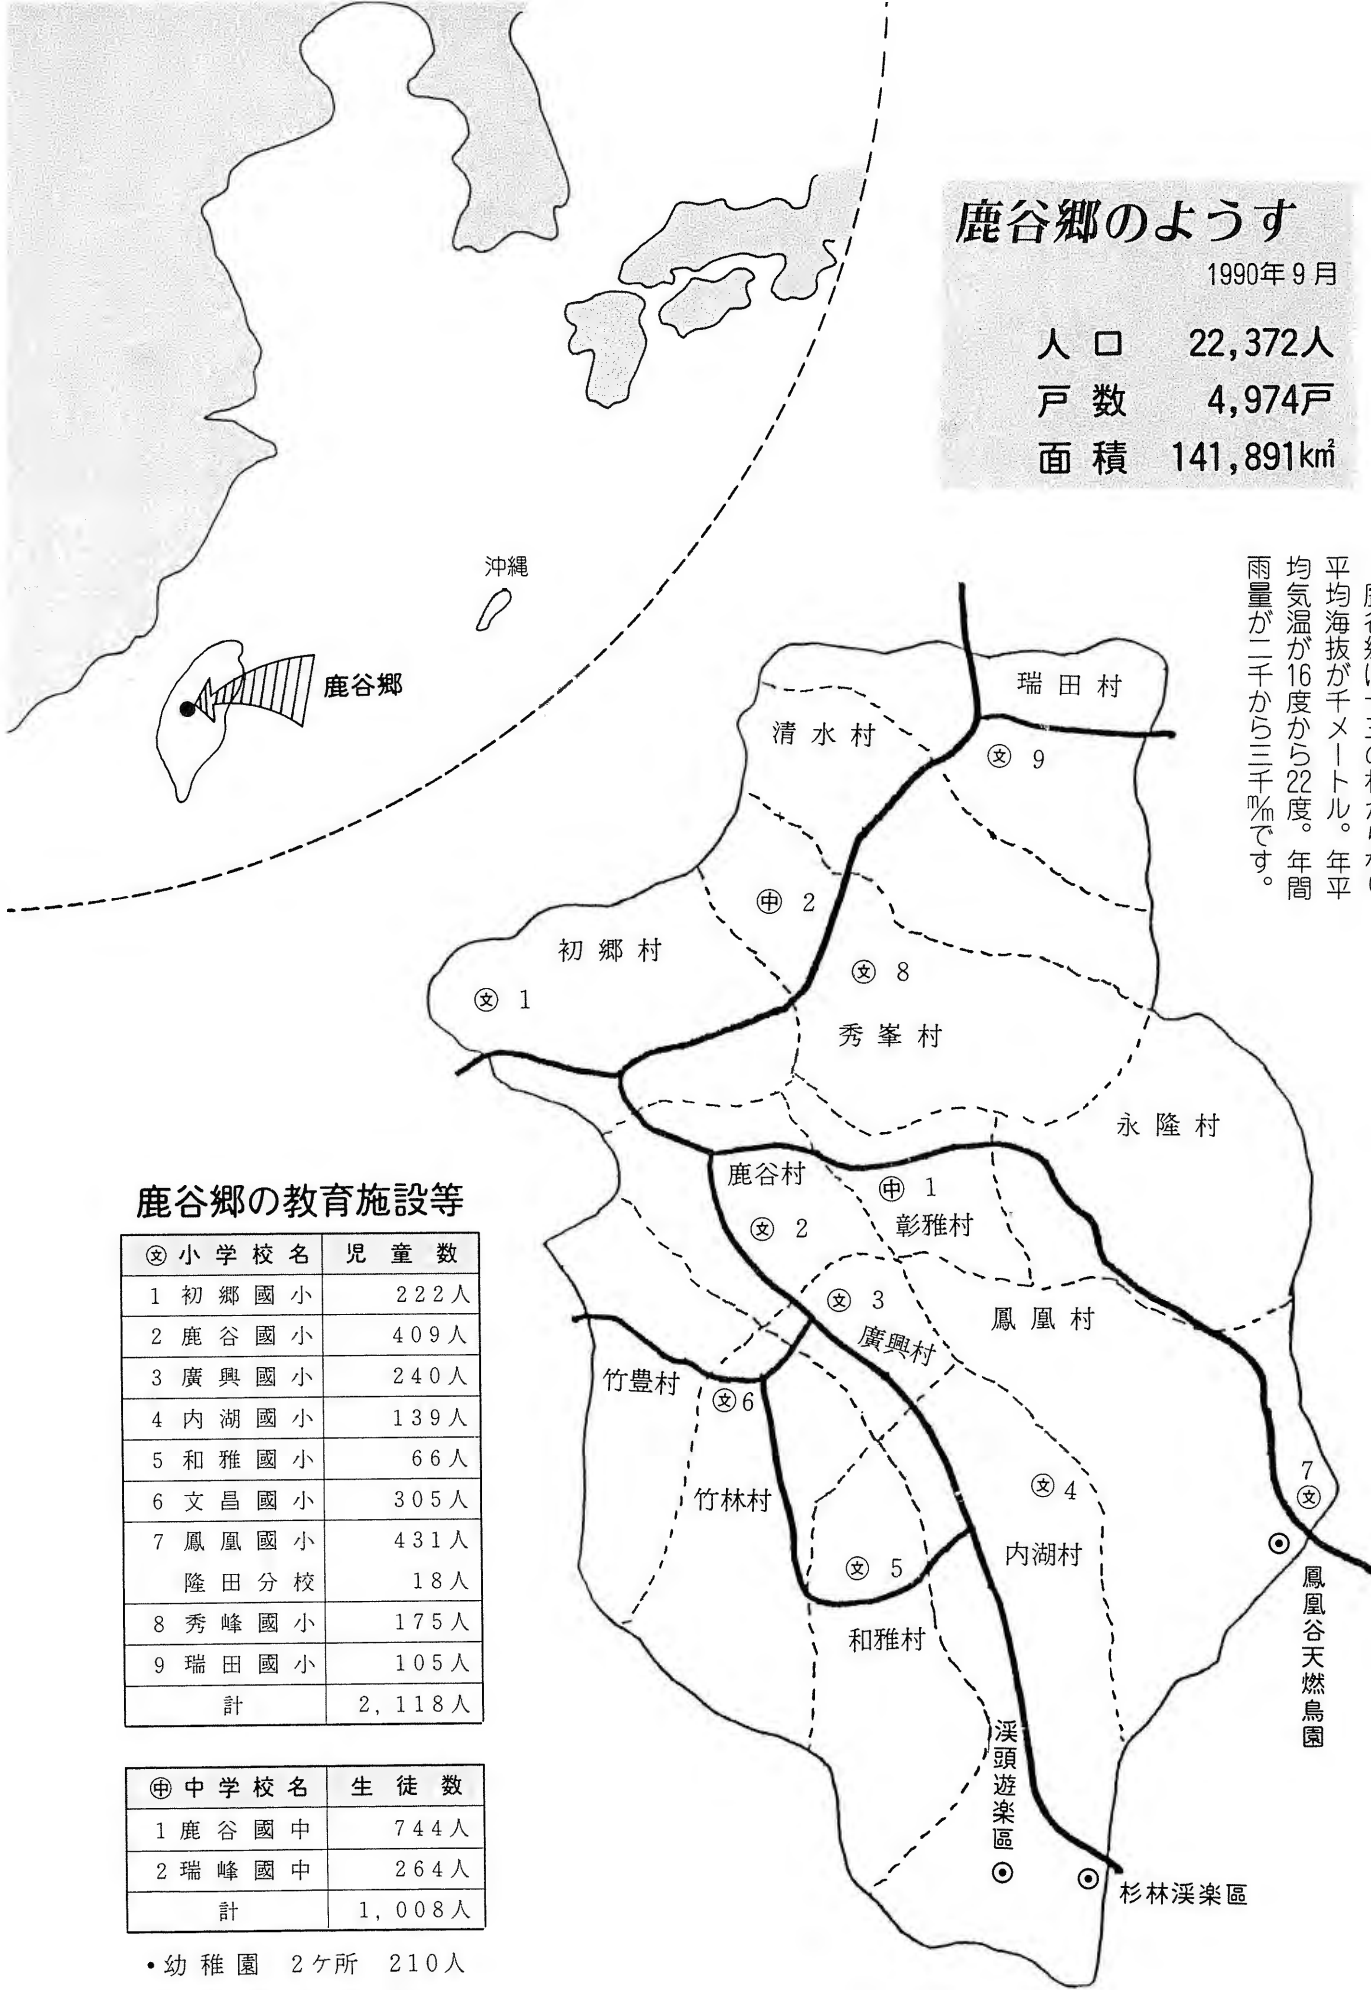 鹿谷郷のようす
1990年9月
人口 22,372人
戸数 4,974戸
面積 141,891km²
平均海抜が千メートル。年平
均気温が16度から22度。年間
雨量が二千から三千㎜です。
沖縄
鹿谷郷
瑞田村
清水村
㊛ 9
㊥ 2
初郷村
文 8
文 1
秀峯村
永隆村
鹿谷村
㊥ 1
文 2
彰雅村
文 3
鳳凰村
廣興村
竹豊村
文 6
7
文
文 4
竹林村
内湖村
文 5
鳳凰谷天燃鳥園
和雅村
渓頭遊楽區
杉林渓楽區
鹿谷郷の教育施設等
文 小学校名 児童数
1 初郷國小 222人
2 鹿谷國小 409人
3 廣興國小 240人
4 内湖國小 139人
5 和雅國小 66人
6 文昌國小 305人
7 鳳凰國小 431人
隆田分校 18人
8 秀峰國小 175人
9 瑞田國小 105人
計 2,118人
㊥ 中学校名 生徒数
1 鹿谷國中 744人
2 瑞峰國中 264人
計 1,008人
・幼稚園 2ケ所 210人